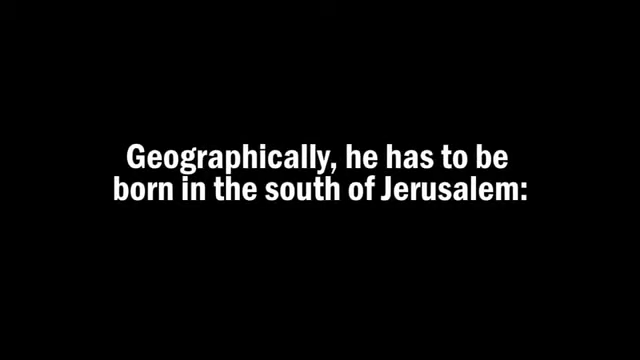 Geographically, he has to be
born in the south of Jerusalem: